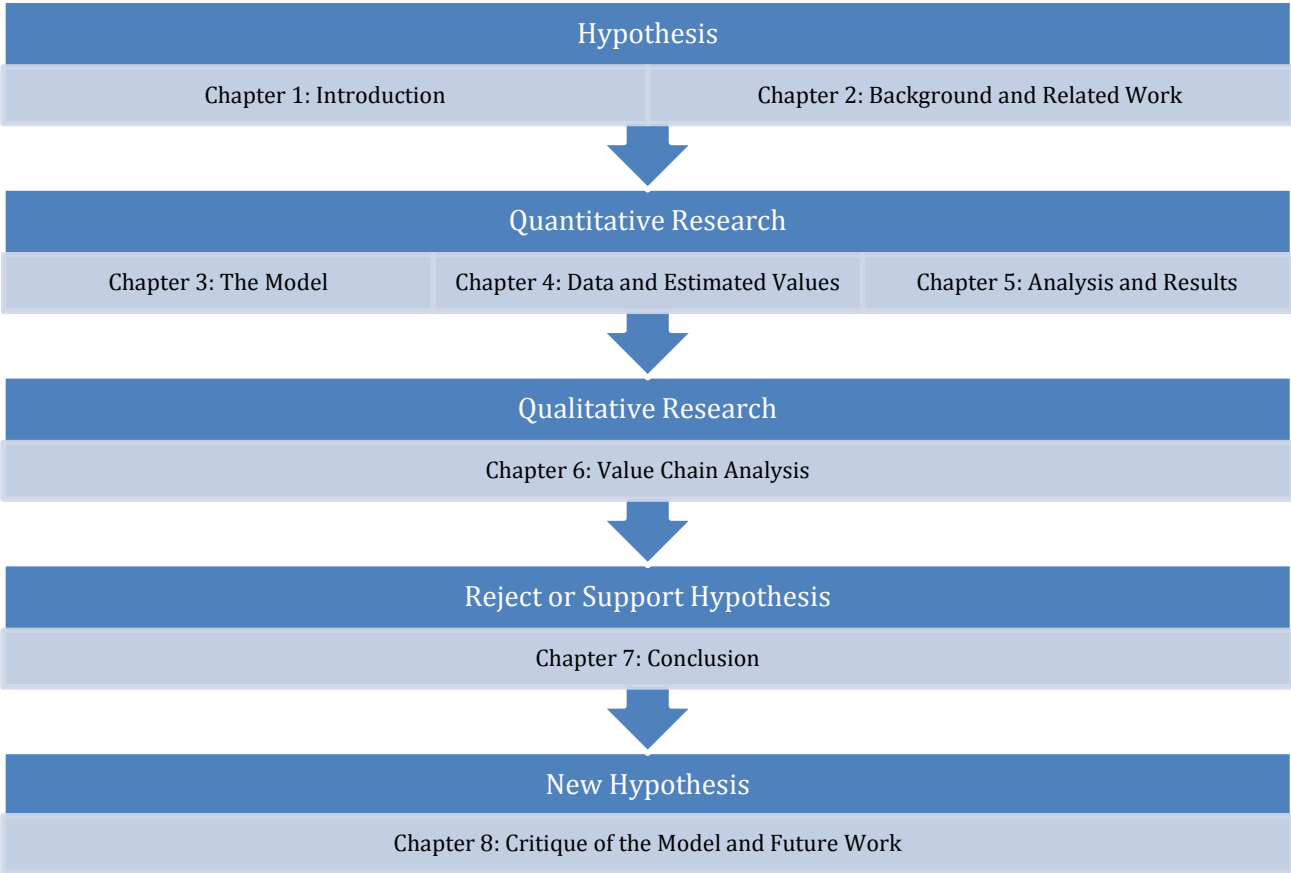 Hypothesis
Chapter 1: Introduction
Chapter 2: Background and Related Work
Quantitative Research
Chapter 3: The Model
Chapter 4: Data and Estimated Values
Chapter 5: Analysis and Results
Qualitative Research
Chapter 6: Value Chain Analysis
Reject or Support Hypothesis
Chapter 7: Conclusion
New Hypothesis
Chapter 8: Critique of the Model and Future Work